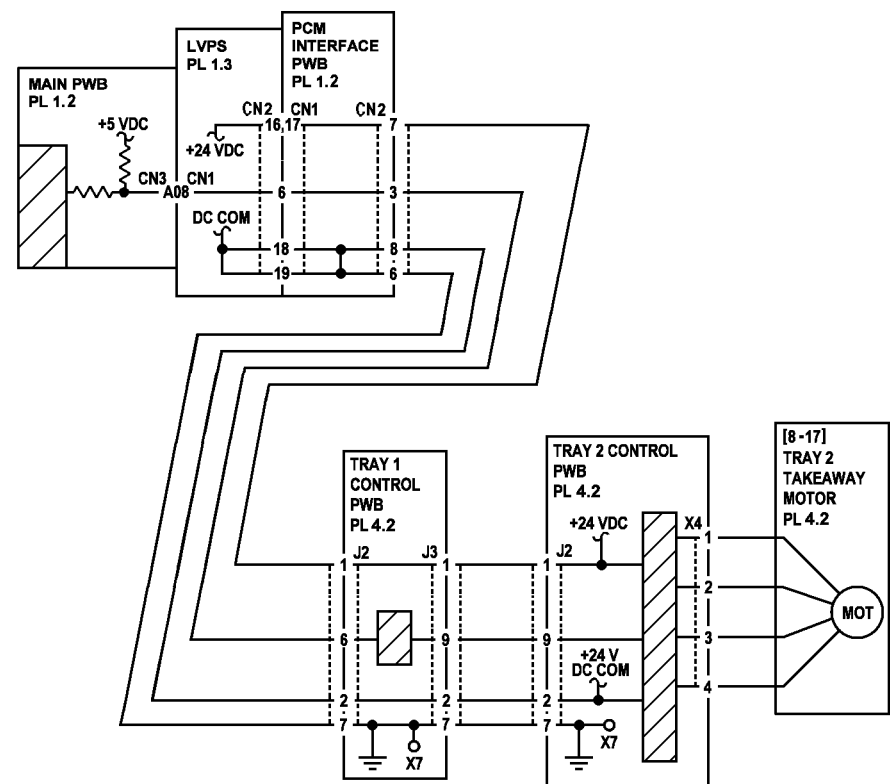 PCM
INTERFACE
PWB
PL 1.2
LVPS
PL 1.3
MAIN PWB
PL 1.2
+5 VDC
CN2 CN1 CN2
16 17 7
+24 VDC
CN3 CN1
A08 6 3
DC COM
18 8
19 6
[8-17]
TRAY 2
TAKEAWAY
MOTOR
PL 4.2
TRAY 2 CONTROL
PWB
PL 4.2
TRAY 1
CONTROL
PWB
PL 4.2
+24 VDC
X4
1
J2 J3 J2
1 1 1
2
MOT
6 9 9 3
+24 V
DC COM
4
2 2 2
7 7 7
X7 X7